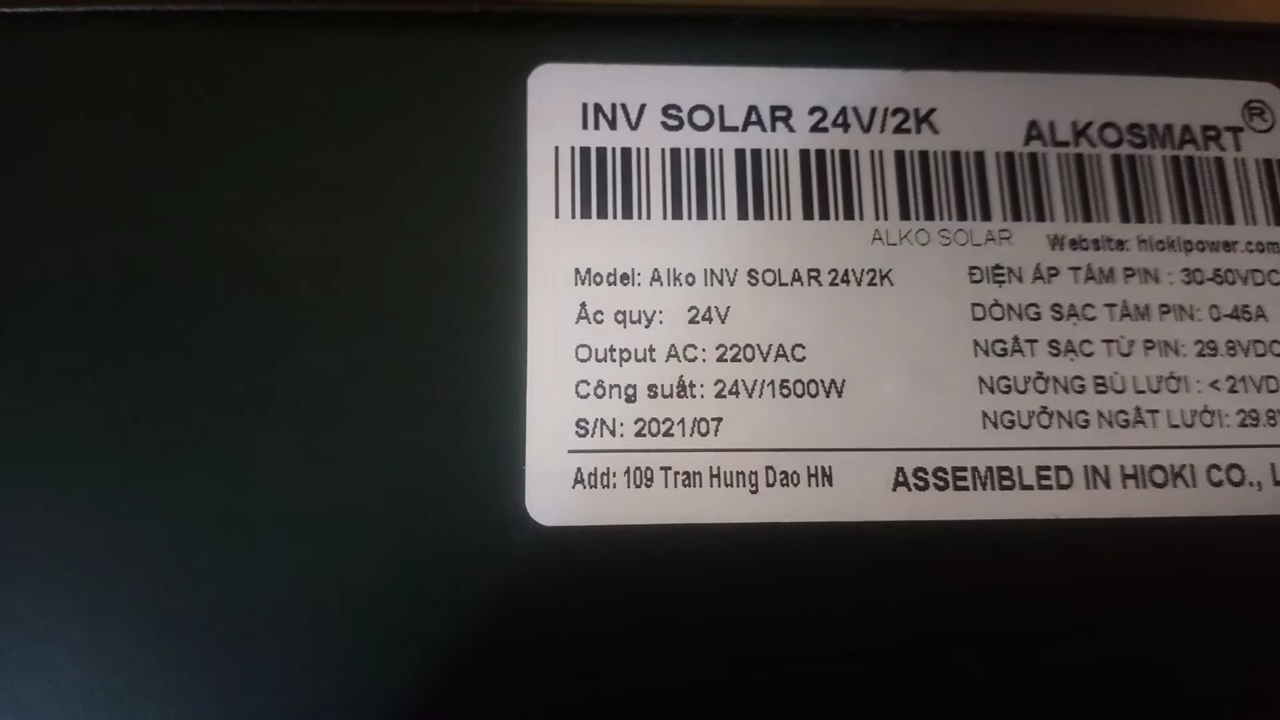 INV SOLAR 24V/2K
ALKOSMART®
ALKO SOLAR
Website: hiokipower.com
Model: Alko INV SOLAR 24V2K
Ắc quy: 24V
Output AC: 220VAC
Công suất: 24V/1500W
S/N: 2021/07
ĐIỆN ÁP TẤM PIN : 30-60VDC
DÒNG SẠC TẤM PIN: 0-45A
NGẮT SẠC TỪ PIN: 29.8VDC
NGƯỠNG BÙ LƯỚI : <21VD
NGƯỠNG NGẮT LƯỚI: 29.8
Add: 109 Tran Hung Dao HN
ASSEMBLED IN HIOKI CO., L